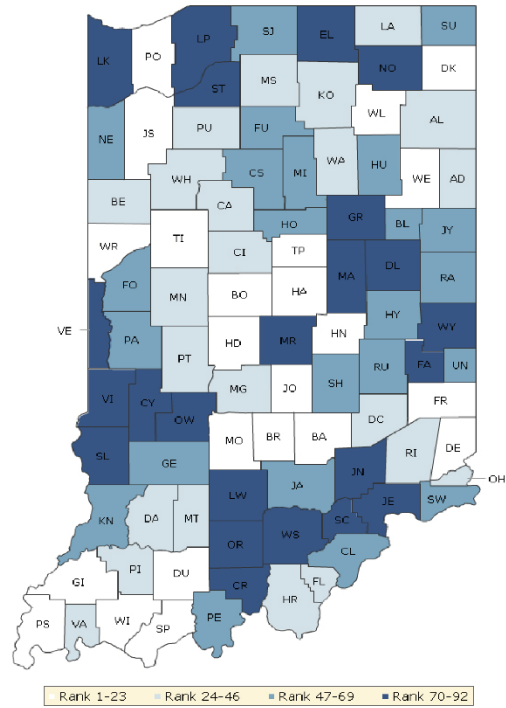 LP SJ EL LA SU
LK PO NO DK
ST MS KO
WL AL
NE JS PU FU
WH CS MI WA HU WE AD
BE CA
HO GR BL JY
WR TI CI TP
MA DL RA
FO MN BO HA
HY WY
VE PA PT HD MR HN
RU FA UN
VI CY MG JO SH FR
OW DC
MO BR BA DE
SL GE JN RI
OH
LW JA JE SW
KN DA MT SC
OR WS CL
PI DU
GI CR FL
HR
PS VA WI SP PE
Rank 1-23 Rank 24-46 Rank 47-69 Rank 70-92